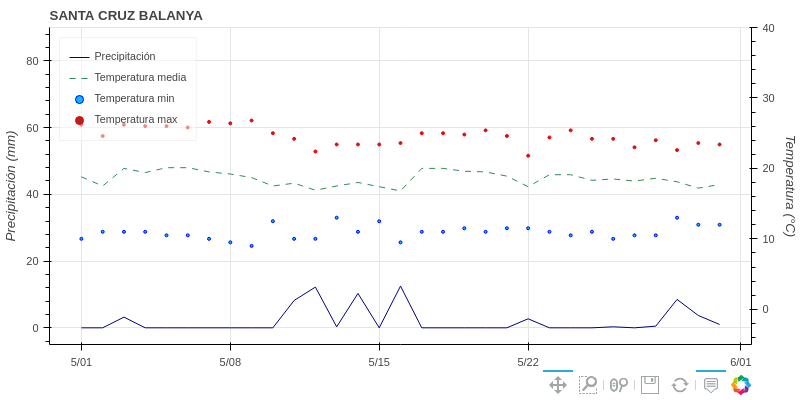 SANTA CRUZ BALANYA
Precipitación
Temperatura media
Temperatura min
Temperatura max
Precipitación (mm)
80
60
40
20
0
Temperatura (°C)
40
30
20
10
0
5/01
5/08
5/15
5/22
6/01